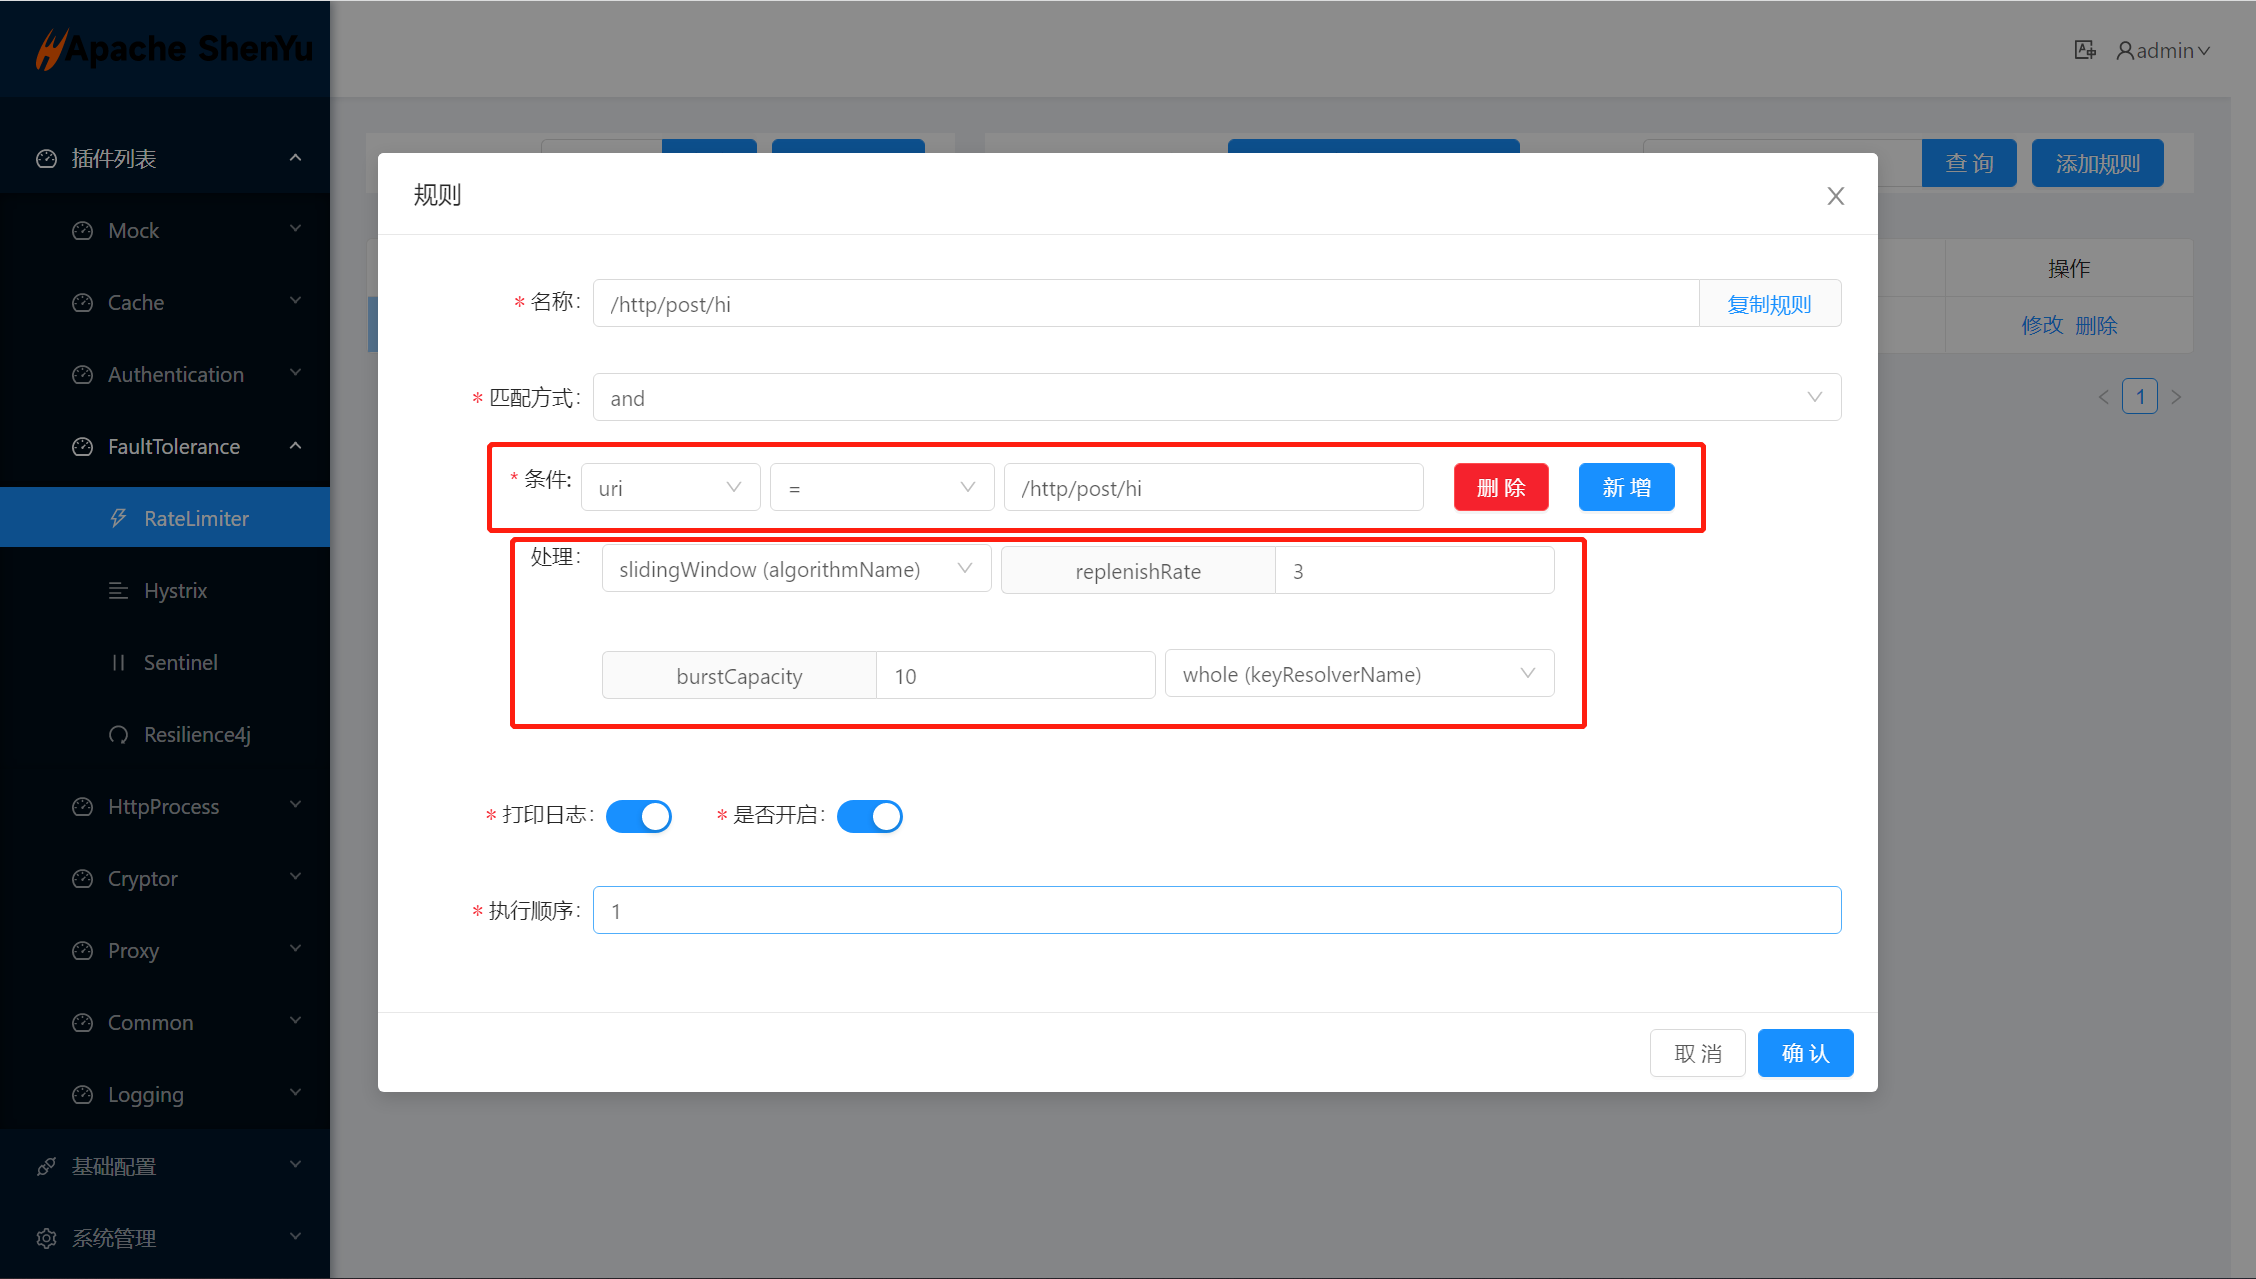 Apache ShenYu
admin
插件列表
Mock
Cache
Authentication
FaultTolerance
RateLimiter
Hystrix
Sentinel
Resilience4j
HttpProcess
Cryptor
Proxy
Common
Logging
基础配置
系统管理
查 询
添加规则
操作
修改 删除
1
规则
* 名称: /http/post/hi 复制规则
* 匹配方式: and
* 条件: uri = /http/post/hi 删 除 新 增
处理: slidingWindow (algorithmName) replenishRate 3
burstCapacity 10 whole (keyResolverName)
* 打印日志: * 是否开启:
* 执行顺序: 1
取 消 确 认